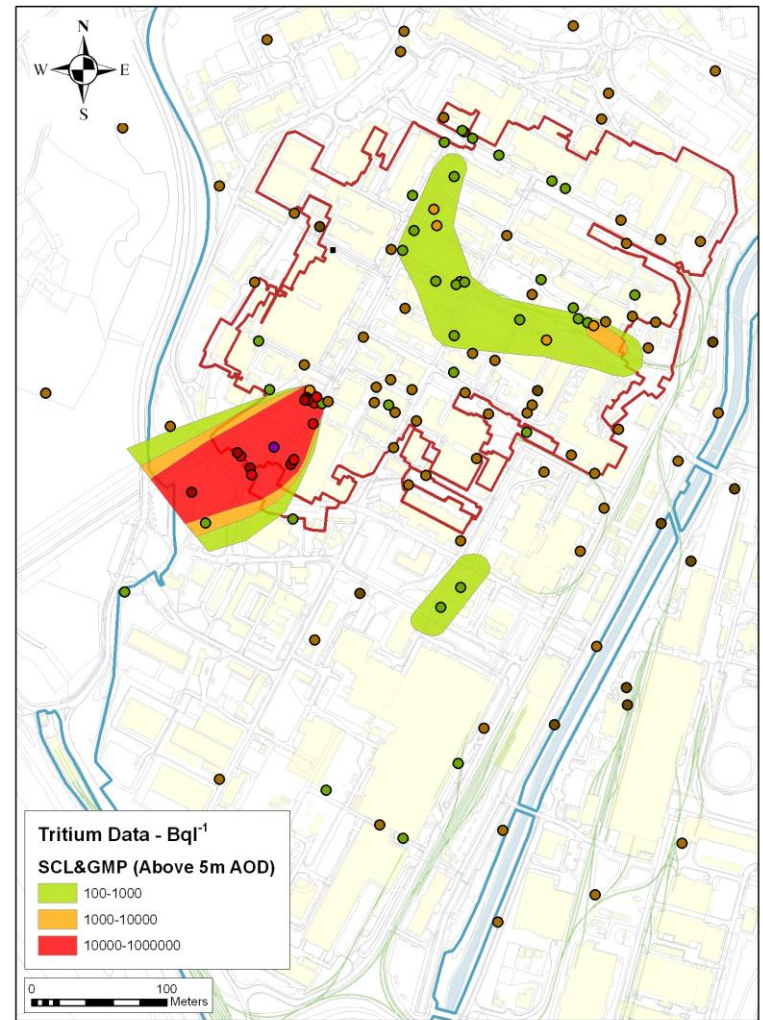 N
W E
S
Tritium Data - Bql⁻¹
SCL&GMP (Above 5m AOD)
100-1000
1000-10000
10000-1000000
0 100
Meters